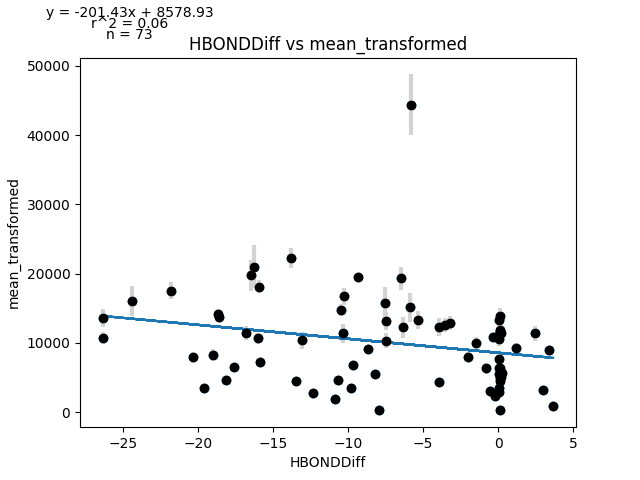 y = -201.43x + 8578.93
r^2 = 0.06
n = 73
HBONDDiff vs mean_transformed
50000
40000
30000
20000
10000
0
mean_transformed
−25
−20
−15
−10
−5
0
5
HBONDDiff